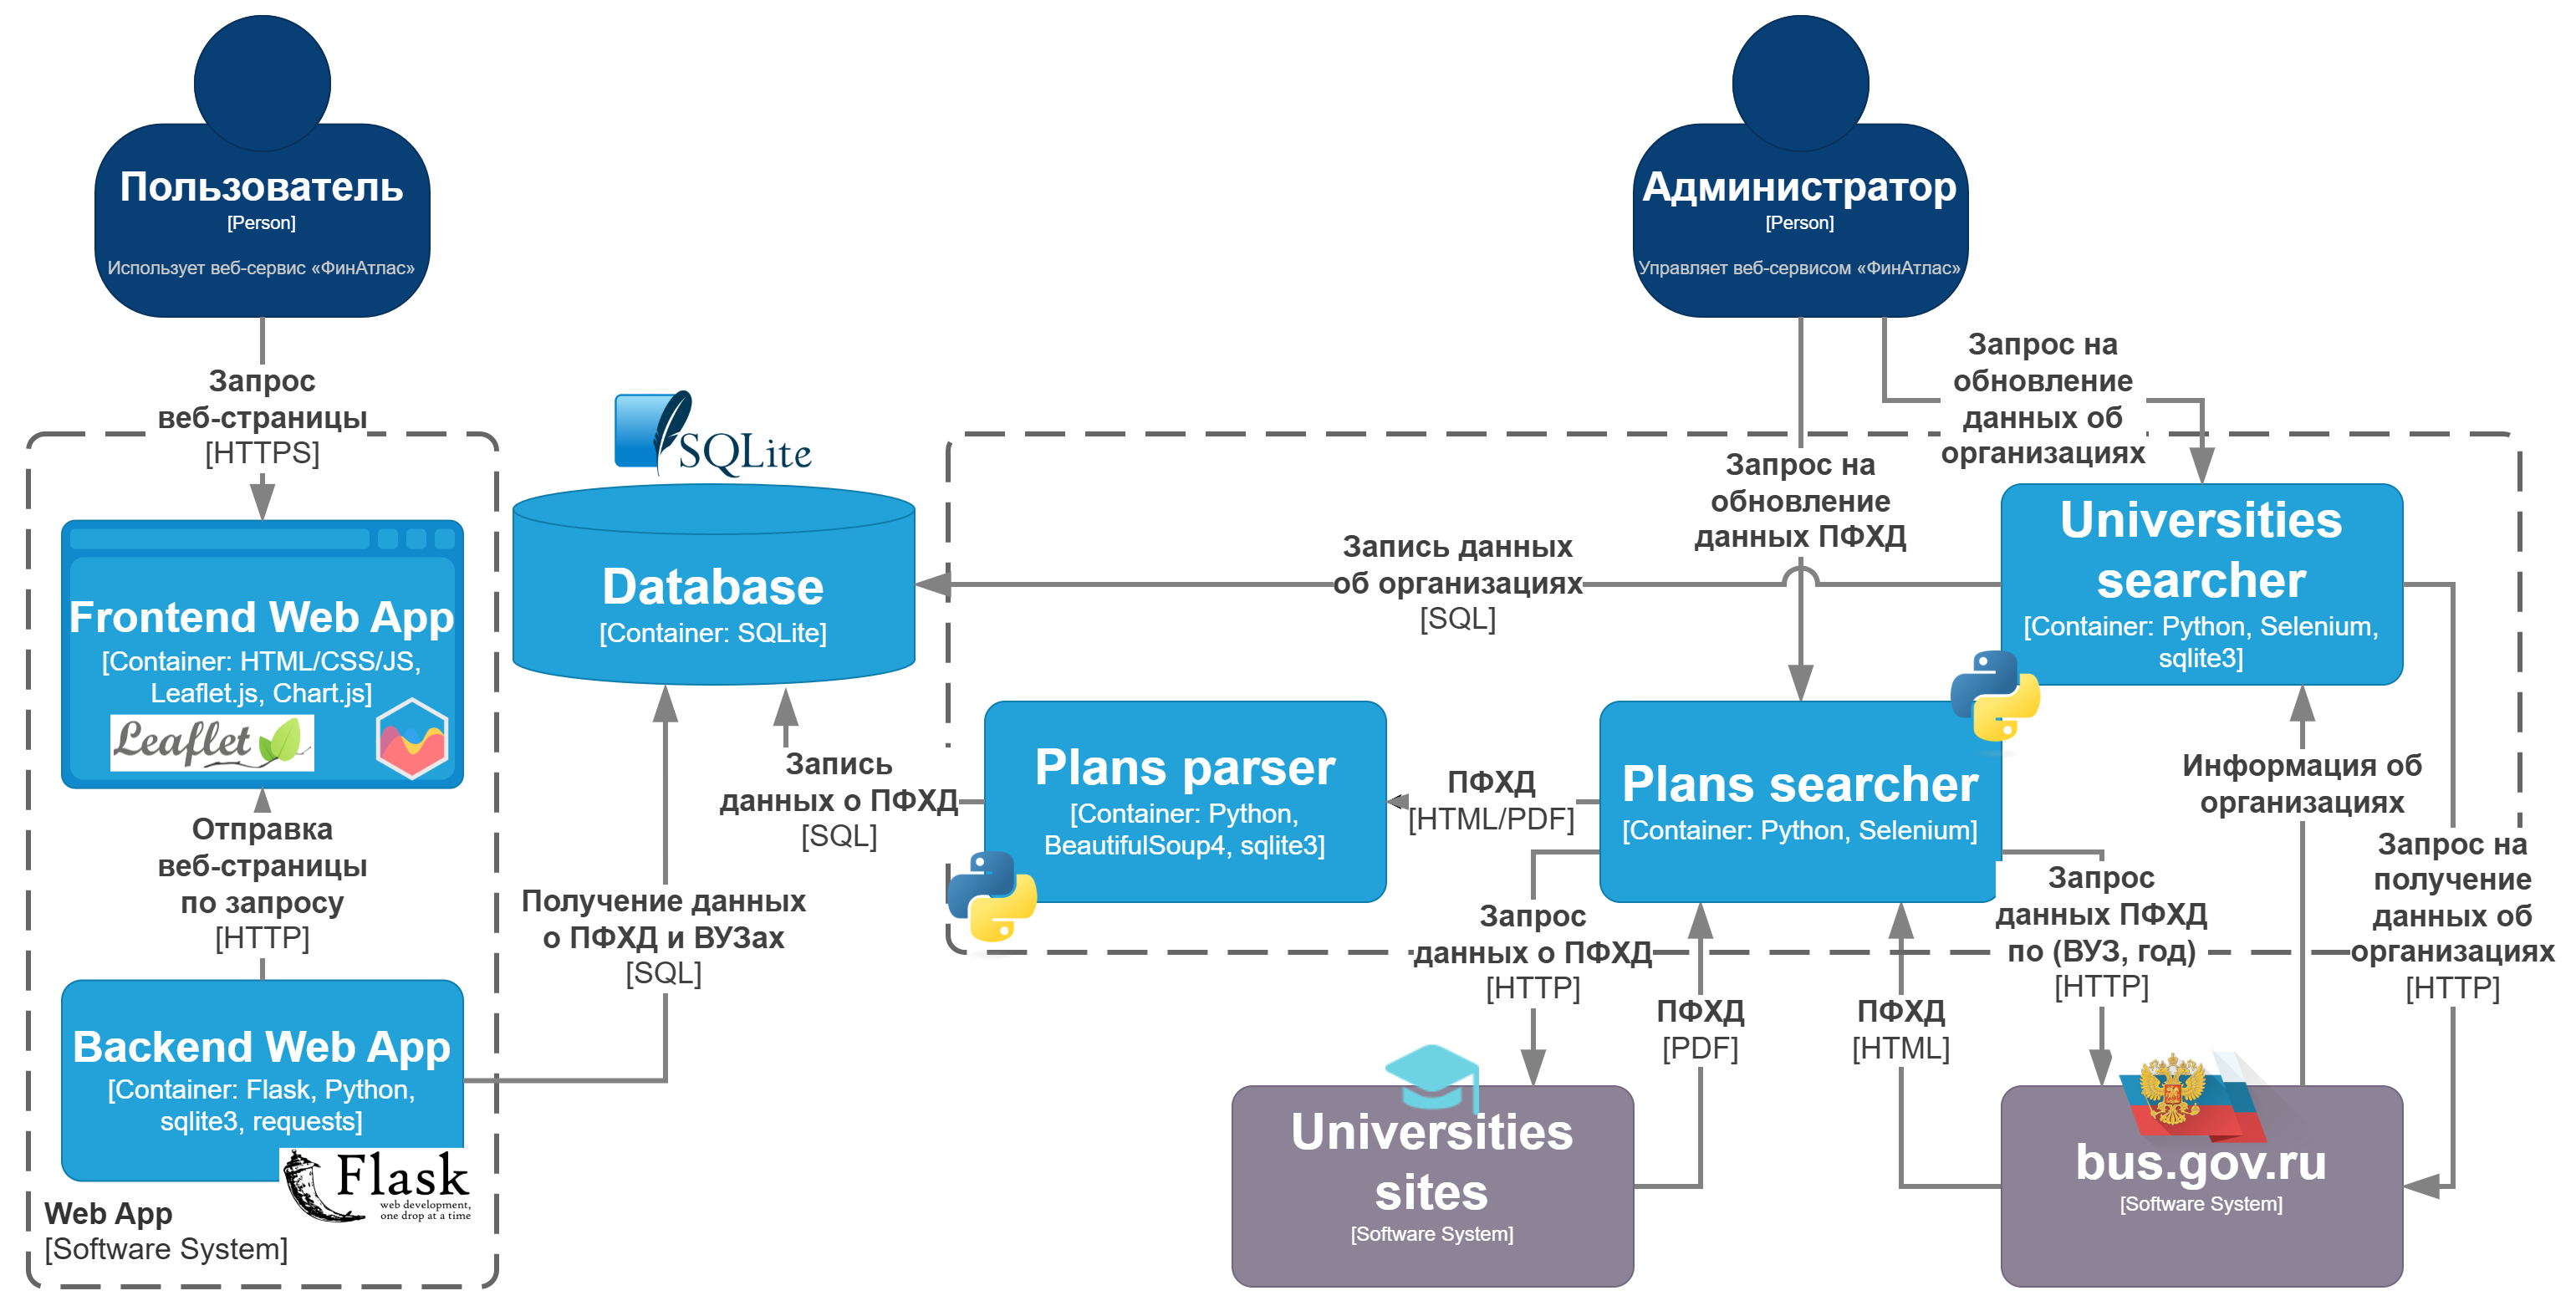 Пользователь
[Person]
Использует веб-сервис «ФинАтлас»
Администратор
[Person]
Управляет веб-сервисом «ФинАтлас»
Запрос
веб-страницы
[HTTPS]
Запрос на
обновление
данных об
организациях
Запрос на
обновление
данных ПФХД
SQLite
Database
[Container: SQLite]
Запись данных
об организациях
[SQL]
Universities
searcher
[Container: Python, Selenium,
sqlite3]
Frontend Web App
[Container: HTML/CSS/JS,
Leaflet.js, Chart.js]
Leaflet
Запись
данных о ПФХД
[SQL]
Plans parser
[Container: Python,
BeautifulSoup4, sqlite3]
ПФХД
[HTML/PDF]
Plans searcher
[Container: Python, Selenium]
Информация об
организациях
Отправка
веб-страницы
по запросу
[HTTP]
Получение данных
о ПФХД и ВУЗах
[SQL]
Запрос
данных о ПФХД
[HTTP]
ПФХД
[PDF]
ПФХД
[HTML]
Запрос
данных ПФХД
по (ВУЗ, год)
[HTTP]
Запрос на
получение
данных об
организациях
[HTTP]
Backend Web App
[Container: Flask, Python,
sqlite3, requests]
Flask
web development,
one drop at a time
Web App
[Software System]
Universities
sites
[Software System]
bus.gov.ru
[Software System]